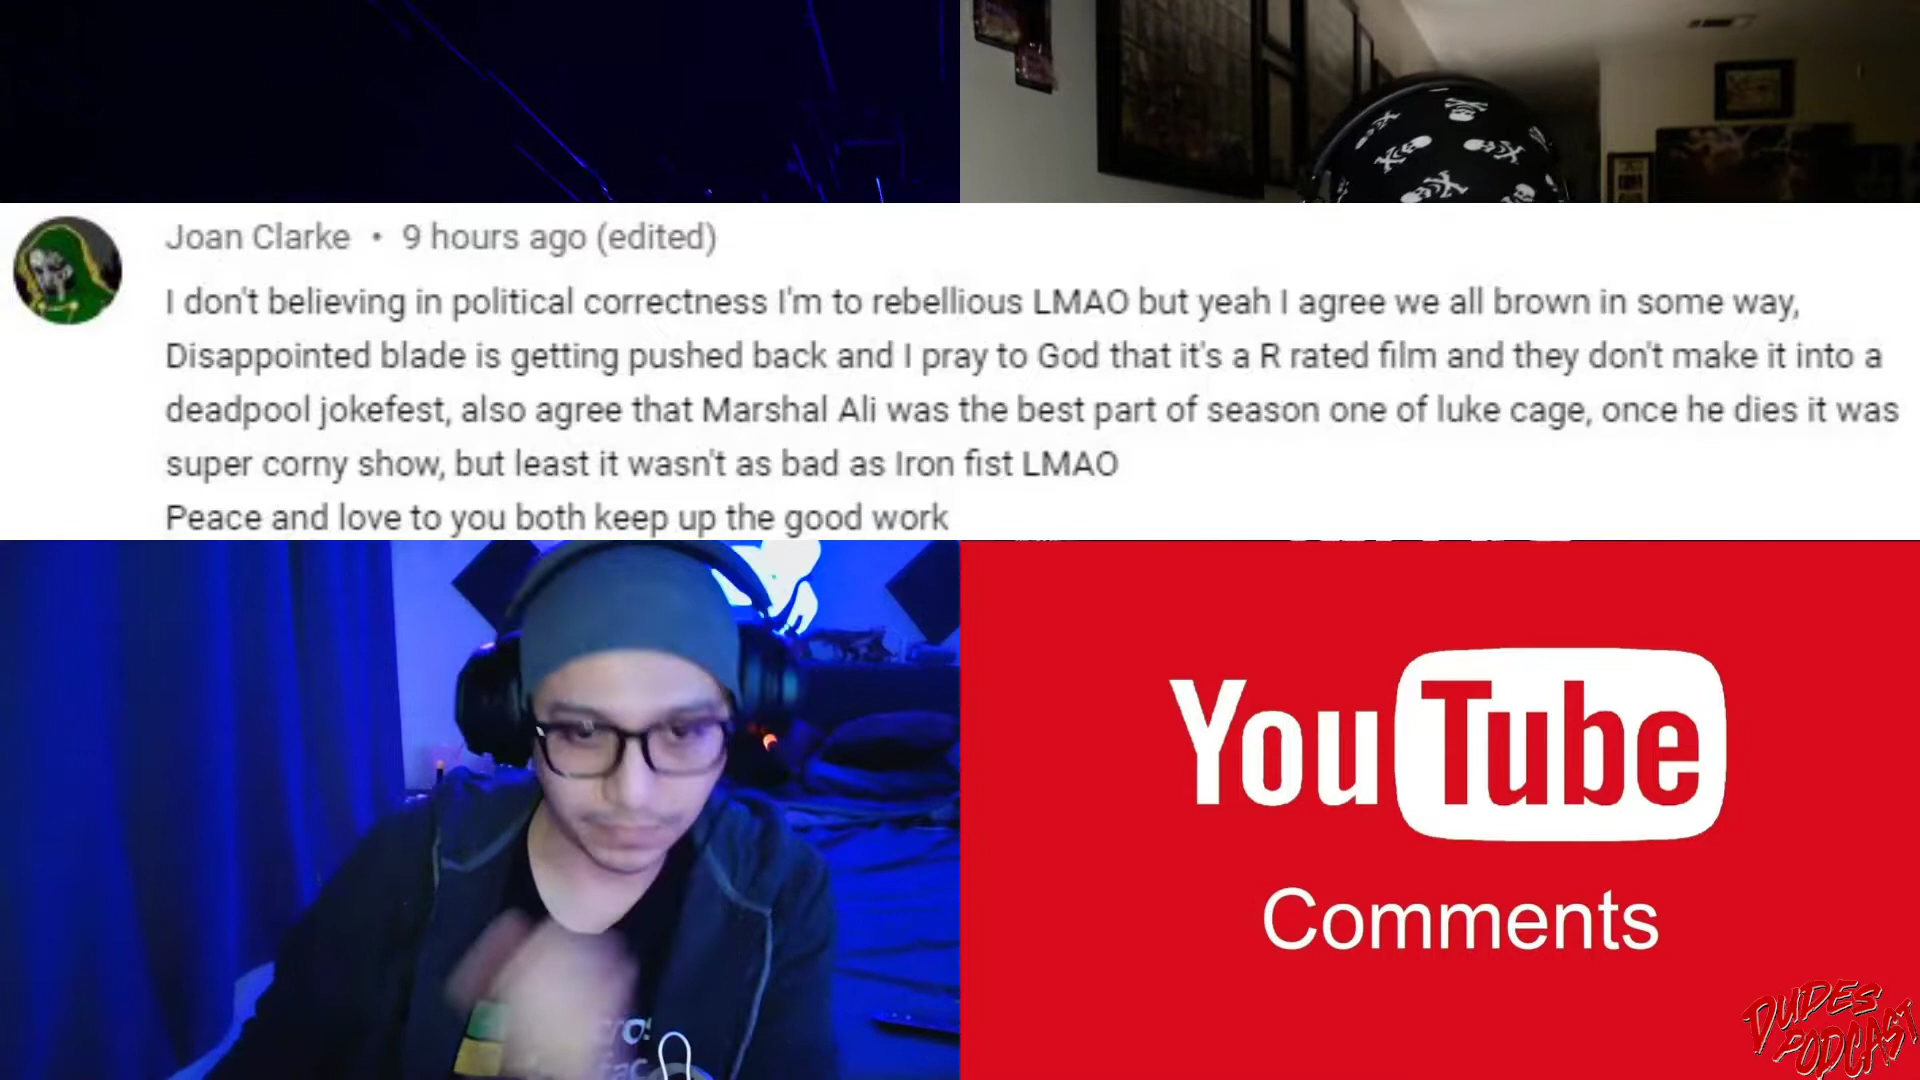 Joan Clarke • 9 hours ago (edited)
I don't believing in political correctness I'm to rebellious LMAO but yeah I agree we all brown in some way,
Disappointed blade is getting pushed back and I pray to God that it's a R rated film and they don't make it into a
deadpool jokefest, also agree that Marshal Ali was the best part of season one of luke cage, once he dies it was
super corny show, but least it wasn't as bad as Iron fist LMAO
Peace and love to you both keep up the good work
YouTube
Comments
DUDES
PODCAST